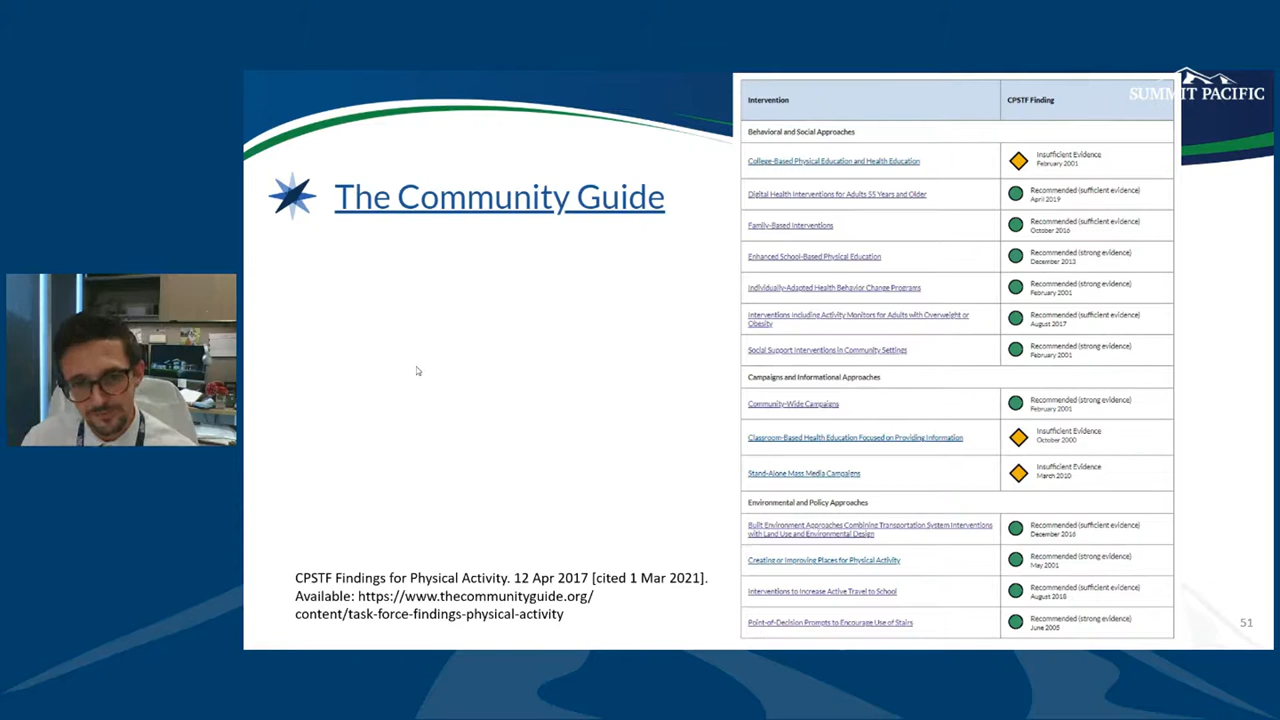 SUMMIT PACIFIC
The Community Guide
CPSTF Findings for Physical Activity. 12 Apr 2017 [cited 1 Mar 2021].
Available: https://www.thecommunityguide.org/
content/task-force-findings-physical-activity
Intervention CPSTF Finding
Behavioral and Social Approaches
College-Based Physical Education and Health Education
Insufficient Evidence
February 2001
Digital Health Interventions for Adults 55 Years and Older
Recommended (sufficient evidence)
April 2019
Family-Based Interventions
Recommended (sufficient evidence)
October 2016
Enhanced School-Based Physical Education
Recommended (strong evidence)
December 2013
Individually-Adapted Health Behavior Change Programs
Recommended (strong evidence)
February 2001
Interventions Including Activity Monitors for Adults with Overweight or
Obesity
Recommended (sufficient evidence)
August 2017
Social Support Interventions in Community Settings
Recommended (strong evidence)
February 2001
Campaigns and Informational Approaches
Community-Wide Campaigns
Recommended (strong evidence)
February 2001
Classroom-Based Health Education Focused on Providing Information
Insufficient Evidence
October 2000
Stand-Alone Mass Media Campaigns
Insufficient Evidence
March 2010
Environmental and Policy Approaches
Built Environment Approaches Combining Transportation System Interventions
with Land Use and Environmental Design
Recommended (sufficient evidence)
December 2016
Creating or Improving Places for Physical Activity
Recommended (strong evidence)
May 2001
Interventions to Increase Active Travel to School
Recommended (sufficient evidence)
August 2018
Point-of-Decision Prompts to Encourage Use of Stairs
Recommended (strong evidence)
June 2005
51